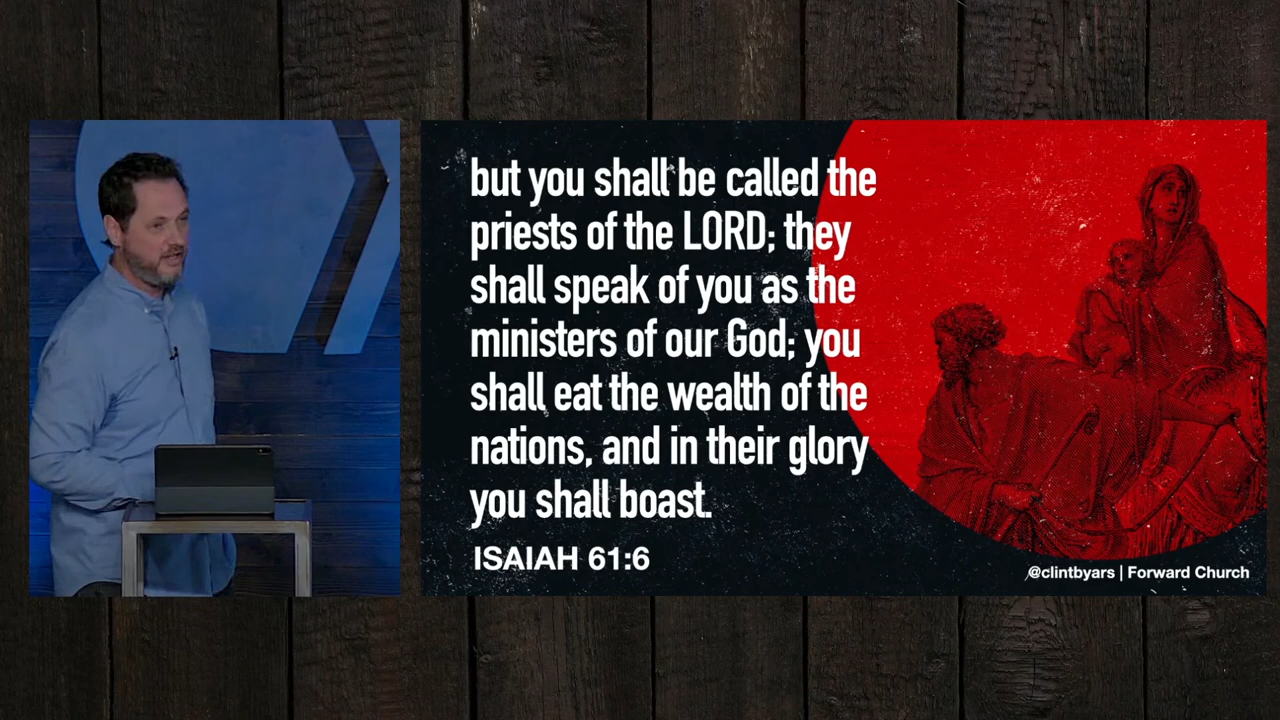 but you shall be called the
priests of the LORD; they
shall speak of you as the
ministers of our God; you
shall eat the wealth of the
nations, and in their glory
you shall boast.
ISAIAH 61:6
@clintbyars | Forward Church